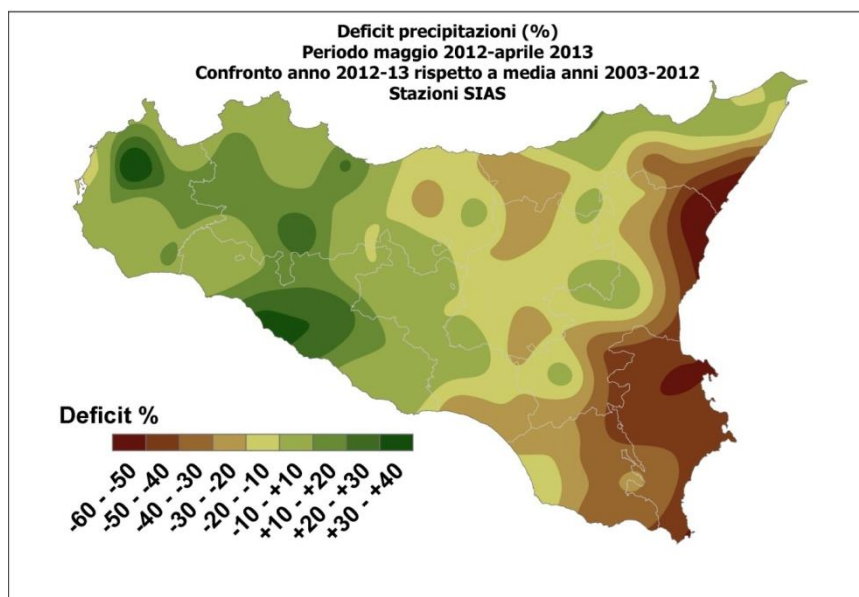 Deficit precipitazioni (%)
Periodo maggio 2012-aprile 2013
Confronto anno 2012-13 rispetto a media anni 2003-2012
Stazioni SIAS
Deficit %
-60 - -50
-50 - -40
-40 - -30
-30 - -20
-20 - -10
-10 - +10
+10 - +20
+20 - +30
+30 - +40